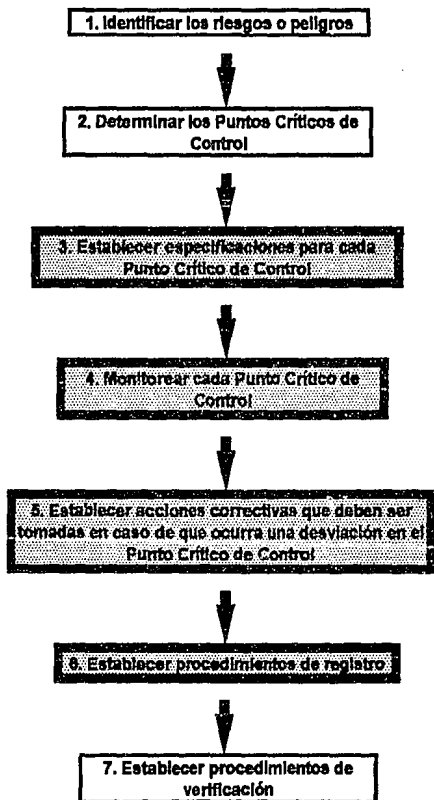 1. Identificar los riesgos o peligros
2. Determinar los Puntos Críticos de
Control
3. Establecer especificaciones para cada
Punto Crítico de Control
4. Monitorear cada Punto Crítico de
Control
5. Establecer acciones correctivas que deben ser
tomadas en caso de que ocurra una desviación en el
Punto Crítico de Control
6. Establecer procedimientos de registro
7. Establecer procedimientos de
verificación